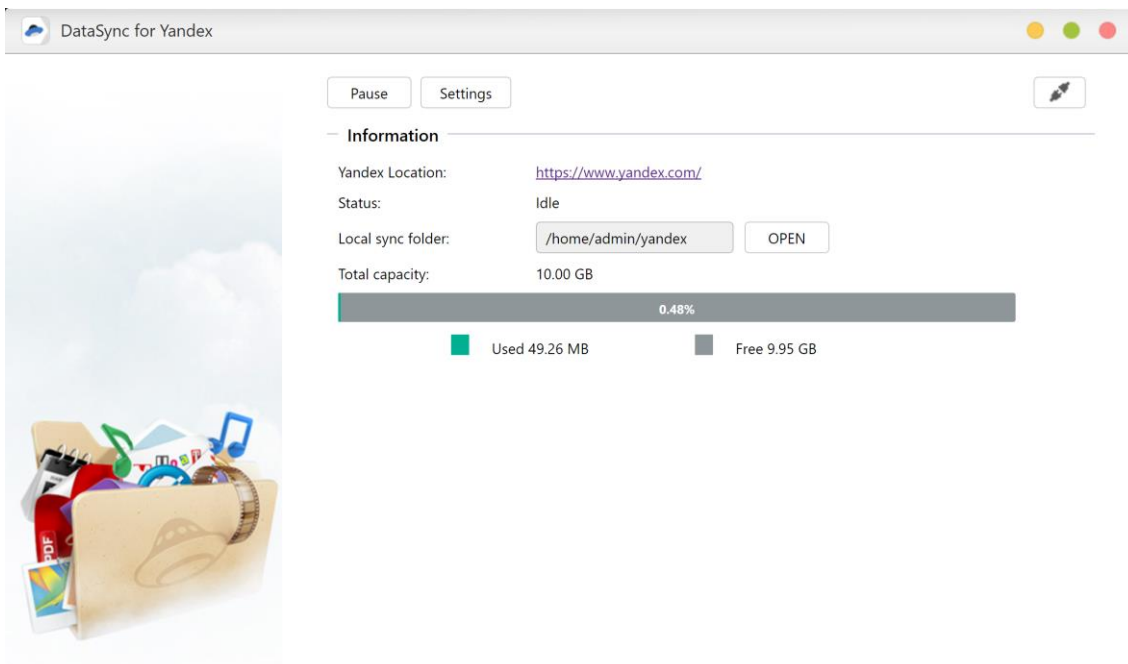 DataSync for Yandex
Pause Settings
Information
Yandex Location: https://www.yandex.com/
Status: Idle
Local sync folder: /home/admin/yandex OPEN
Total capacity: 10.00 GB
0.48%
Used 49.26 MB Free 9.95 GB
PDF